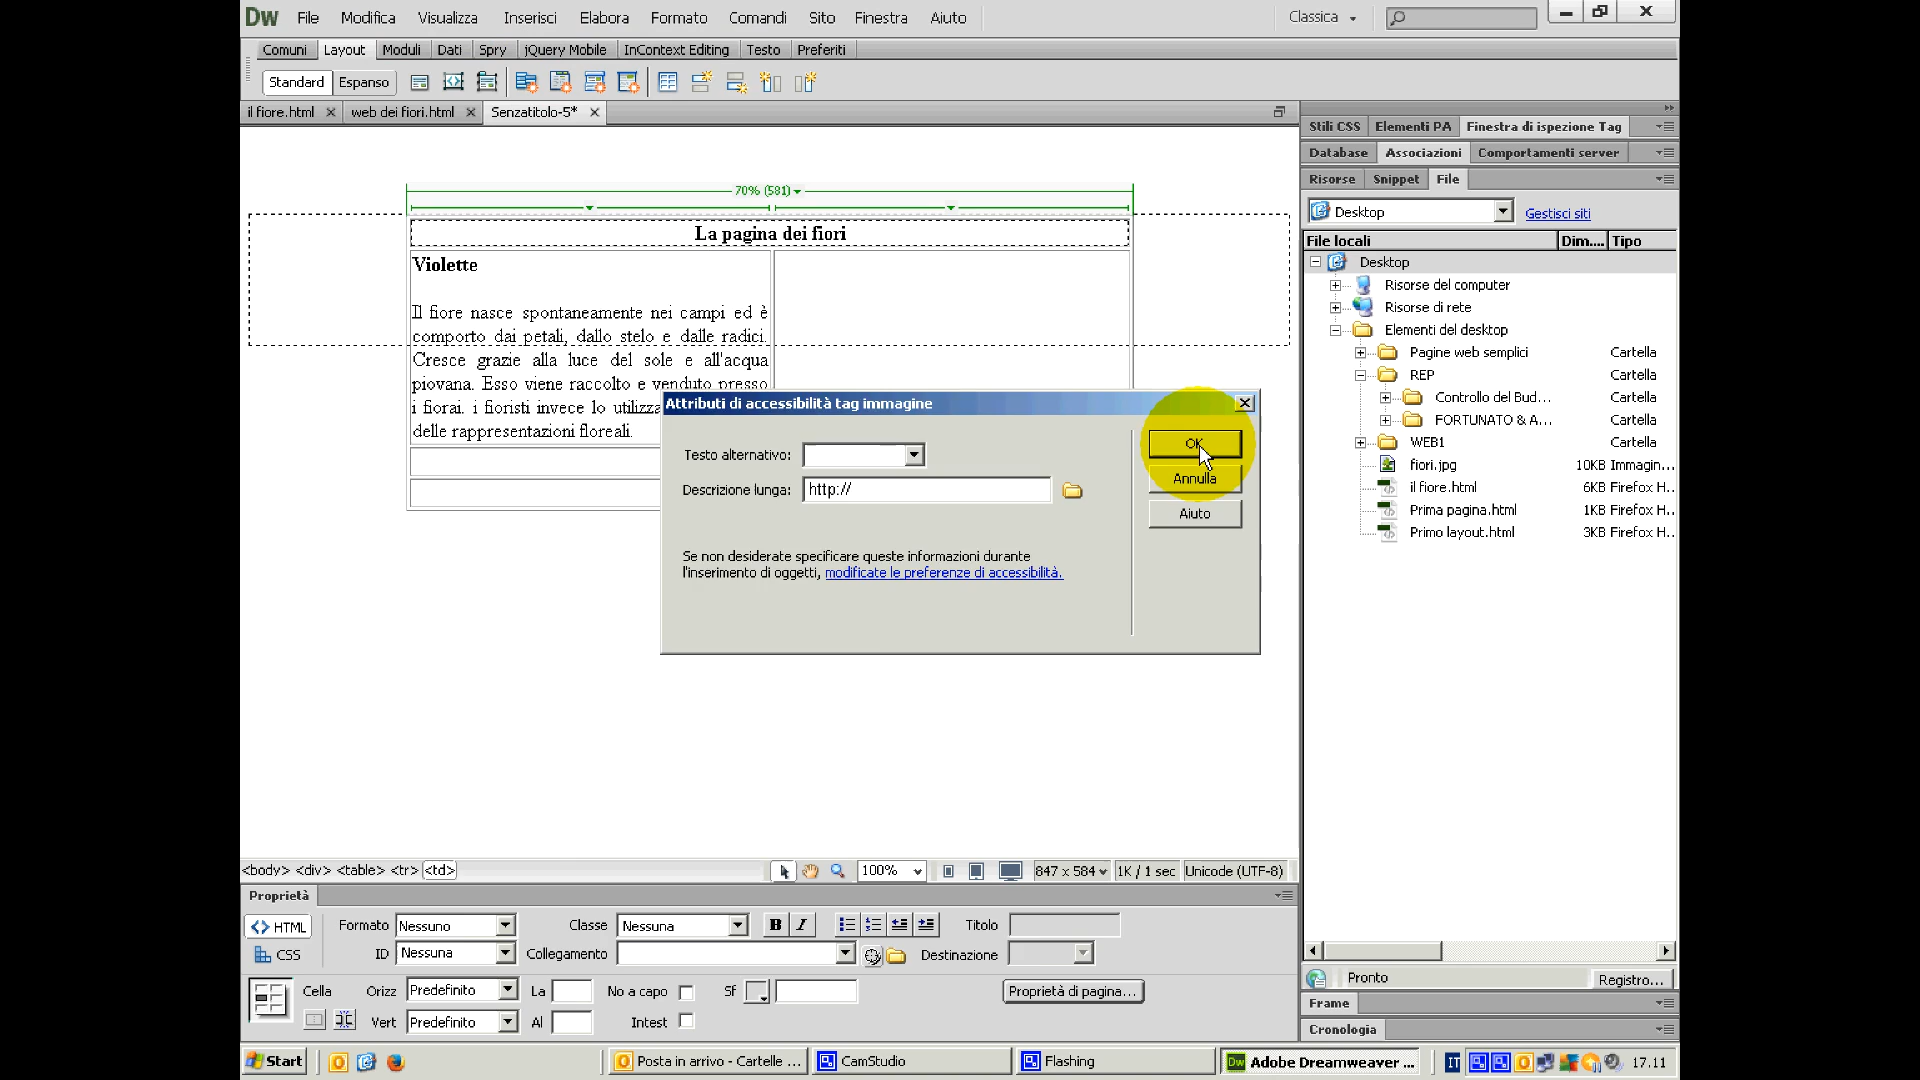 Dw File Modifica Visualizza Inserisci Elabora Formato Comandi Sito Finestra Aiuto Classica
Comuni Layout Moduli Dati Spry jQuery Mobile InContext Editing Testo Preferiti
Standard Espanso
il fiore.html web dei fiori.html Senzatitolo-5*
70% (581)
La pagina dei fiori
Violette
Il fiore nasce spontaneamente nei campi ed è
comporto dai petali, dallo stelo e dalle radici.
Cresce grazie alla luce del sole e all'acqua
piovana. Esso viene raccolto e venduto presso
i fiorai. i fioristi invece lo utilizza
delle rappresentazioni floreali.
Attributi di accessibilità tag immagine
Testo alternativo:
Descrizione lunga: http://
OK
Annulla
Aiuto
Se non desiderate specificare queste informazioni durante
l'inserimento di oggetti, modificate le preferenze di accessibilità.
Stili CSS Elementi PA Finestra di ispezione Tag
Database Associazioni Comportamenti server
Risorse Snippet File
Desktop Gestisci siti
File locali Dim.... Tipo
Desktop
Risorse del computer
Risorse di rete
Elementi del desktop
Pagine web semplici Cartella
REP Cartella
Controllo del Bud... Cartella
FORTUNATO & A... Cartella
WEB1 Cartella
fiori.jpg 10KB Immagin...
il fiore.html 6KB Firefox H..
Prima pagina.html 1KB Firefox H..
Primo layout.html 3KB Firefox H..
Pronto Registro...
Frame
Cronologia
<body> <div> <table> <tr> <td> 100% 847 x 584 1K / 1 sec Unicode (UTF-8)
Proprietà
<> HTML Formato Nessuno Classe Nessuna B I Titolo
CSS ID Nessuna Collegamento Destinazione
Cella Orizz Predefinito La No a capo Sf Proprietà di pagina...
Vert Predefinito Al Intest
Start Posta in arrivo - Cartelle ... CamStudio Flashing Dw Adobe Dreamweaver ... IT 17.11